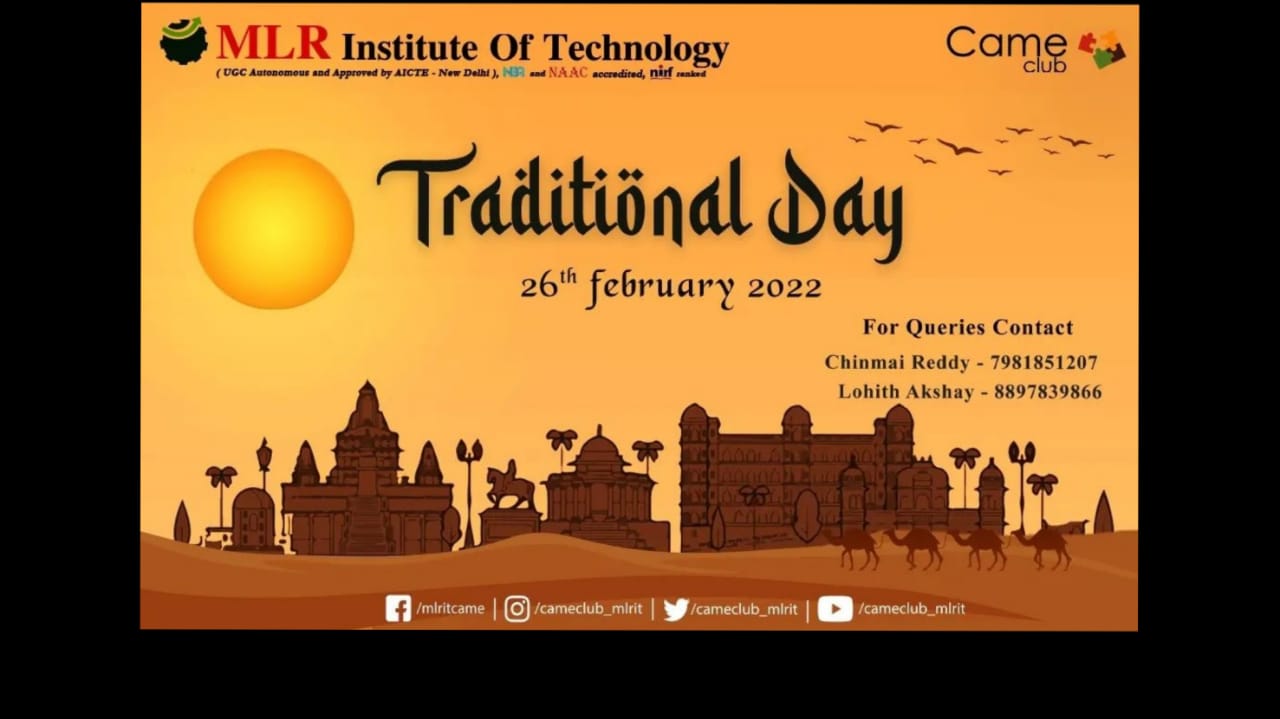 MLR Institute Of Technology
( UGC Autonomous and Approved by AICTE - New Delhi ), NBA and NAAC accredited, nirf ranked
Came
club
Traditional Day
26th february 2022
For Queries Contact
Chinmai Reddy - 7981851207
Lohith Akshay - 8897839866
/mlritcame | /cameclub_mlrit | /cameclub_mlrit | /cameclub_mlrit